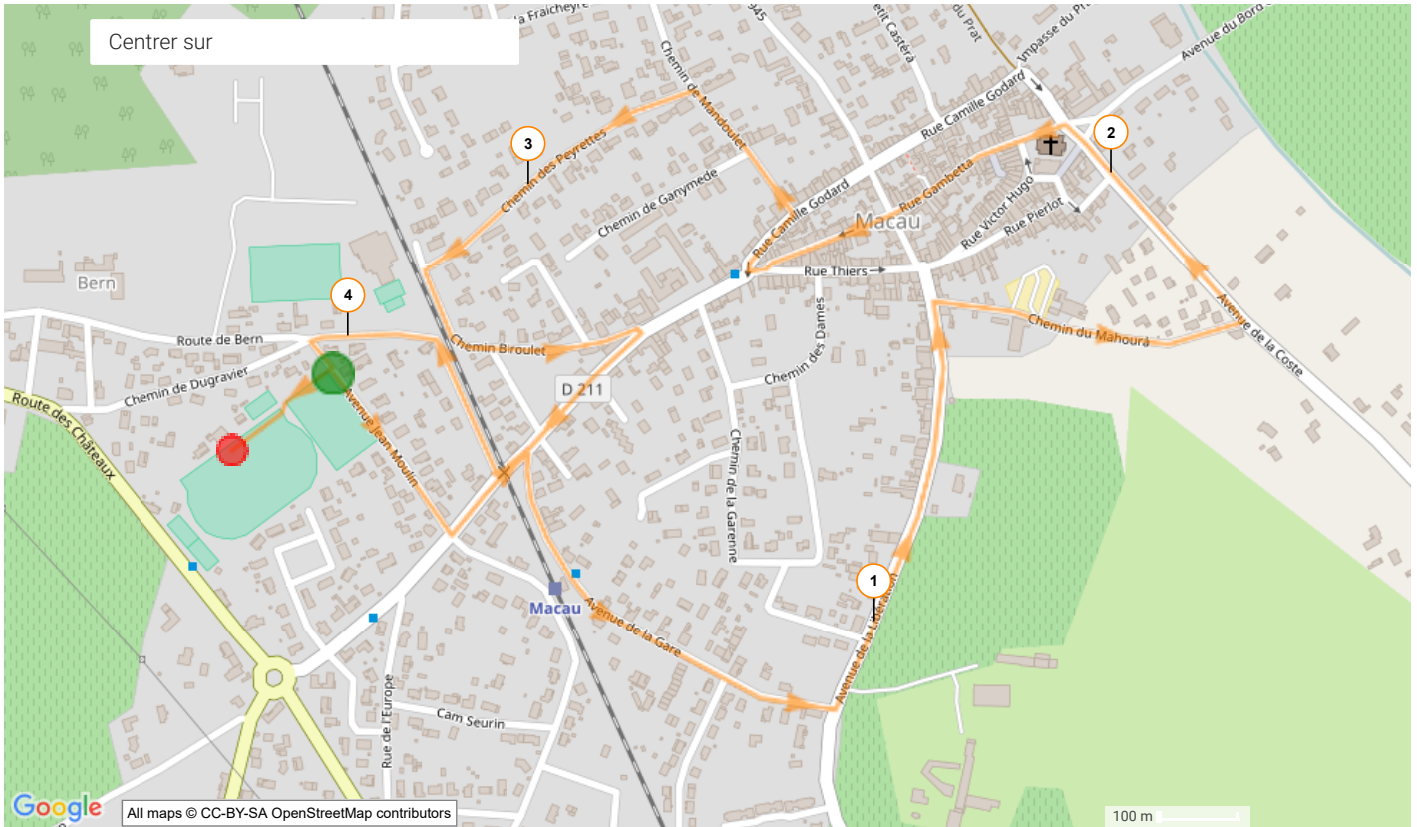 la Fraicheyre
945
etit Castéra
du Prat
Impasse du Pra
Avenue du Bord
Centrer sur
Chemin de Mandoulet
Rue Camille Godard
2
3
Chemin des Peyrettes
Chemin de Ganymede
Rue Gambetta
Rue Victor Hugo
Rue Pierlot
Macau
Rue Camille Godard
Rue Thiers
Bern
4
Route de Bern
Chemin Biroulet
Chemin du Mahoura
Avenue de la Coste
Chemin de Dugravier
D 211
Chemin des Dames
Route des Châteaux
Avenue Jean Moulin
Chemin de la Garenne
1
Macau
Avenue de la Gare
Avenue de la Libération
Rue de l'Europe
Cam Seurin
Google
All maps © CC-BY-SA OpenStreetMap contributors
100 m